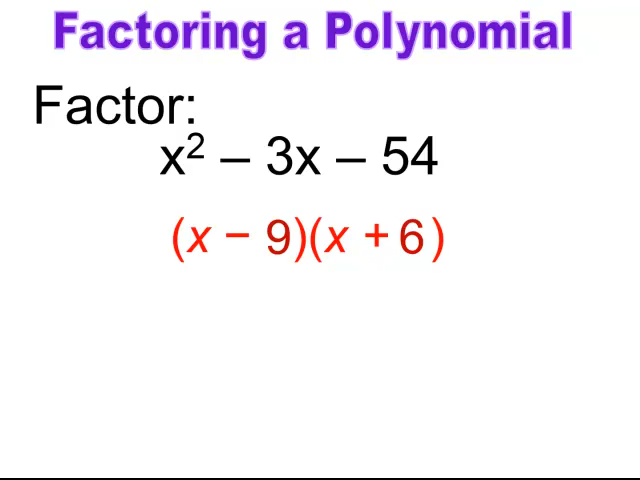 Factoring a Polynomial
Factor:
x² – 3x – 54
(x − 9)(x + 6)